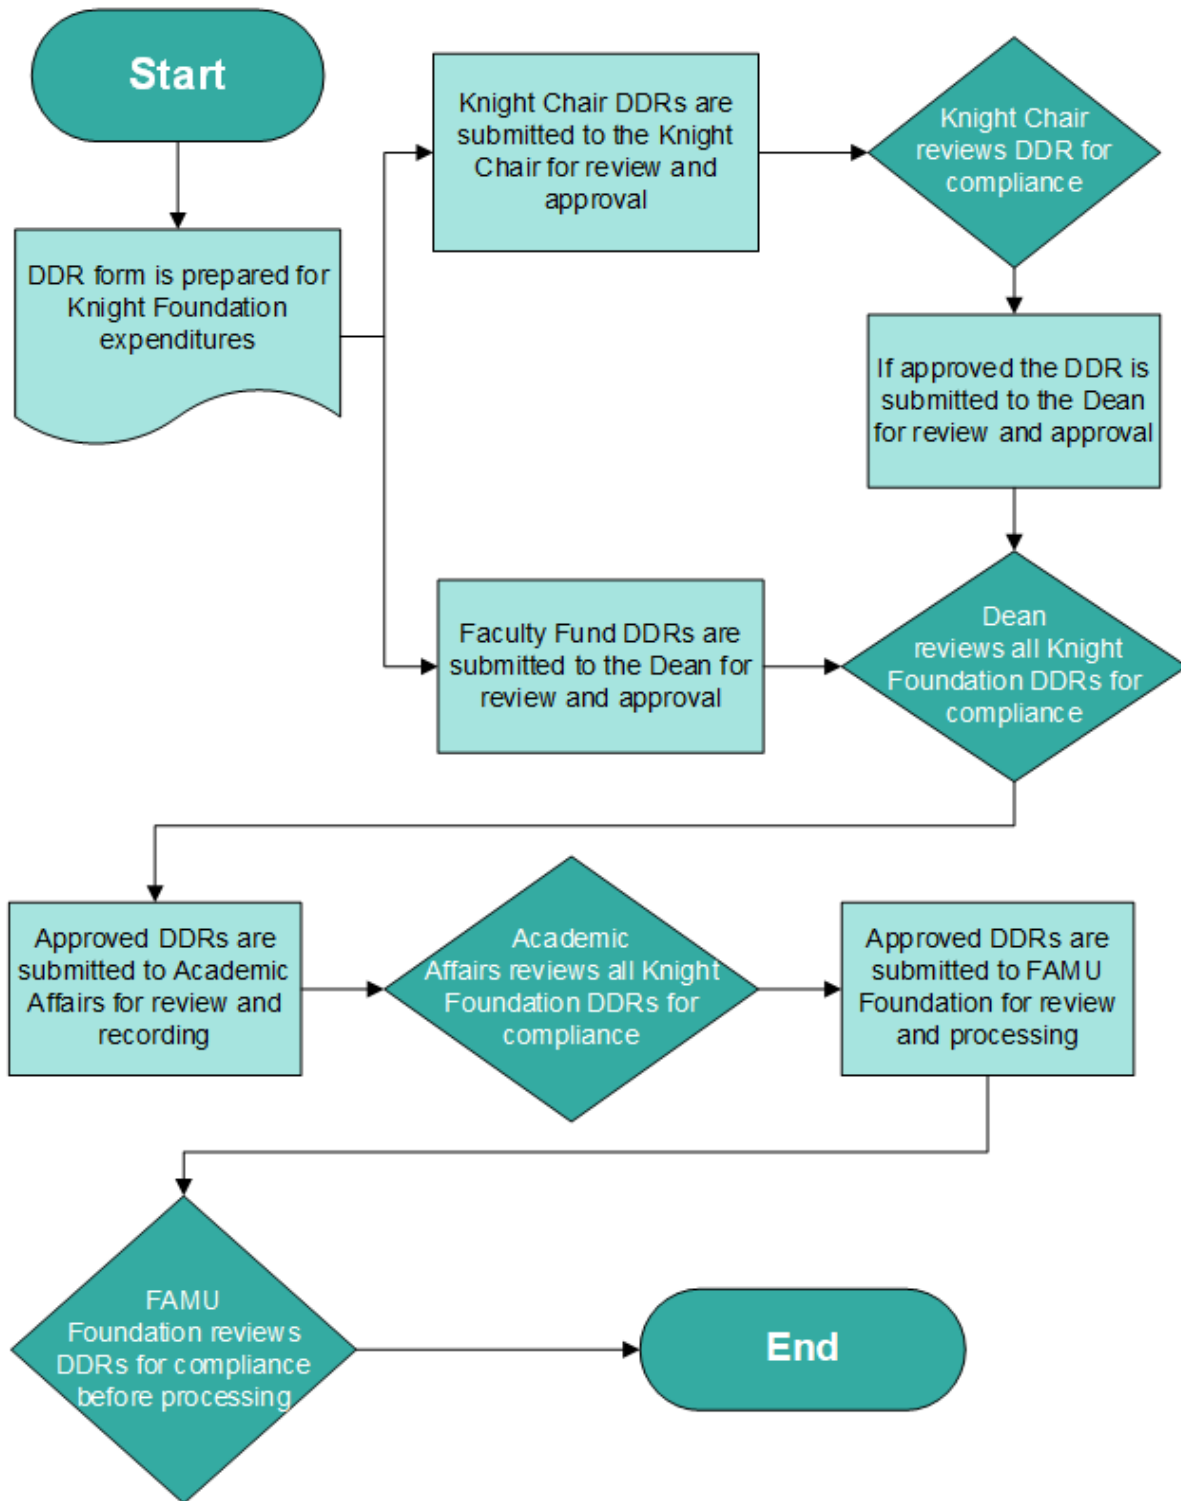 Start
DDR form is prepared for
Knight Foundation
expenditures
Knight Chair DDRs are
submitted to the Knight
Chair for review and
approval
Knight Chair
reviews DDR for
compliance
If approved the DDR is
submitted to the Dean
for review and approval
Faculty Fund DDRs are
submitted to the Dean for
review and approval
Dean
reviews all Knight
Foundation DDRs for
compliance
Approved DDRs are
submitted to Academic
Affairs for review and
recording
Academic
Affairs reviews all Knight
Foundation DDRs for
compliance
Approved DDRs are
submitted to FAMU
Foundation for review
and processing
FAMU
Foundation reviews
DDRs for compliance
before processing
End